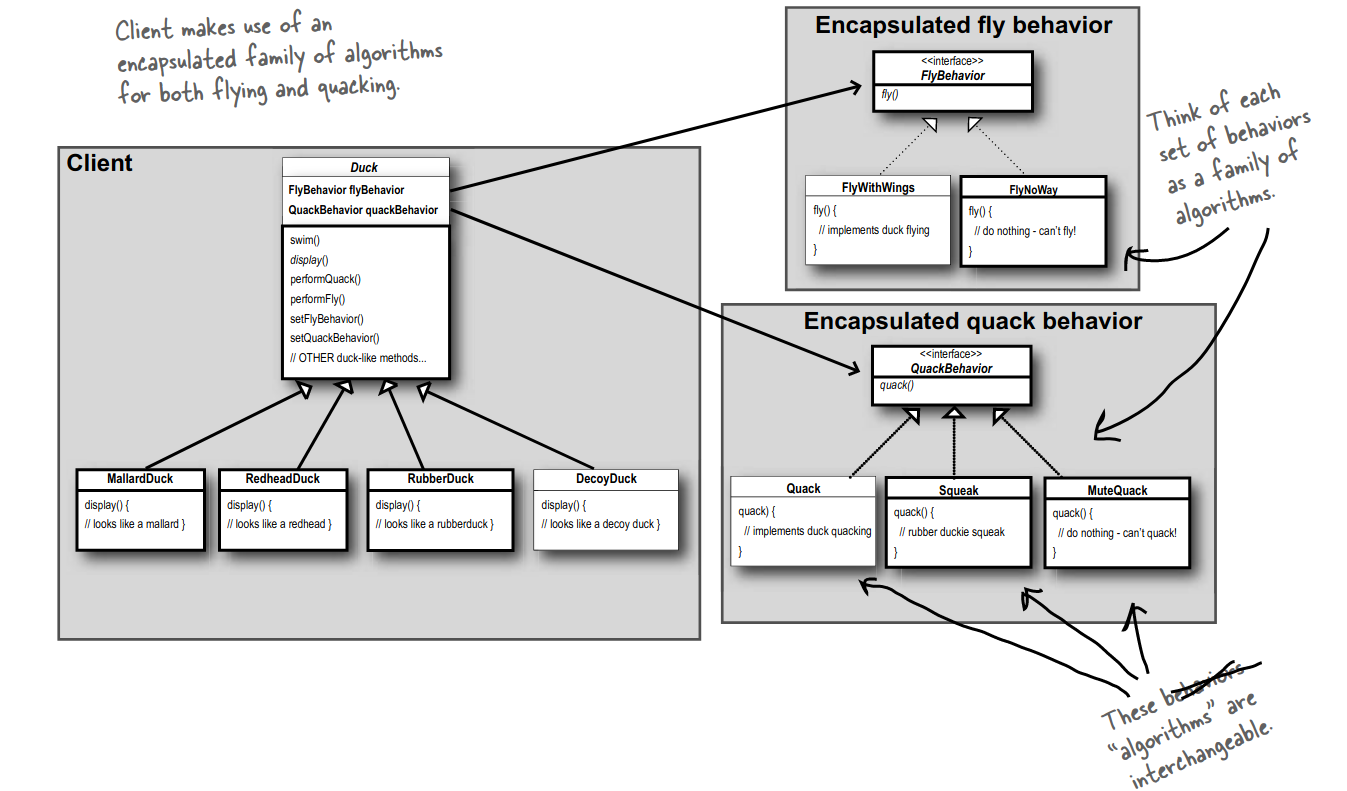 Client makes use of an
encapsulated family of algorithms
for both flying and quacking.
Client
Duck
FlyBehavior flyBehavior
QuackBehavior quackBehavior
swim()
display()
performQuack()
performFly()
setFlyBehavior()
setQuackBehavior()
// OTHER duck-like methods...
MallardDuck
display() {
// looks like a mallard }
RedheadDuck
display() {
// looks like a redhead }
RubberDuck
display() {
// looks like a rubberduck }
DecoyDuck
display() {
// looks like a decoy duck }
Encapsulated fly behavior
<<interface>>
FlyBehavior
fly()
FlyWithWings
fly() {
// implements duck flying
}
FlyNoWay
fly() {
// do nothing - can't fly!
}
Think of each
set of behaviors
as a family of
algorithms.
Encapsulated quack behavior
<<interface>>
QuackBehavior
quack()
Quack
quack) {
// implements duck quacking
}
Squeak
quack() {
// rubber duckie squeak
}
MuteQuack
quack() {
// do nothing - can't quack!
}
These behaviors
“algorithms” are
interchangeable.